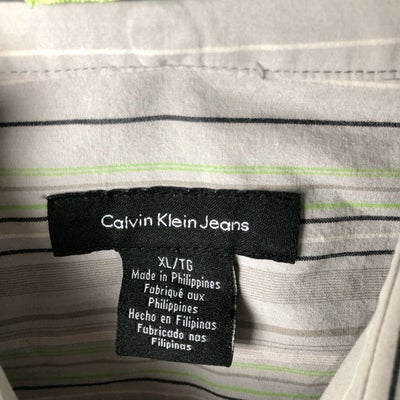 Calvin Klein Jeans
XL/TG
Made in Philippines
Fabriqué aux
Philippines
Hecho en Filipinas
Fabricado nas
Filipinas